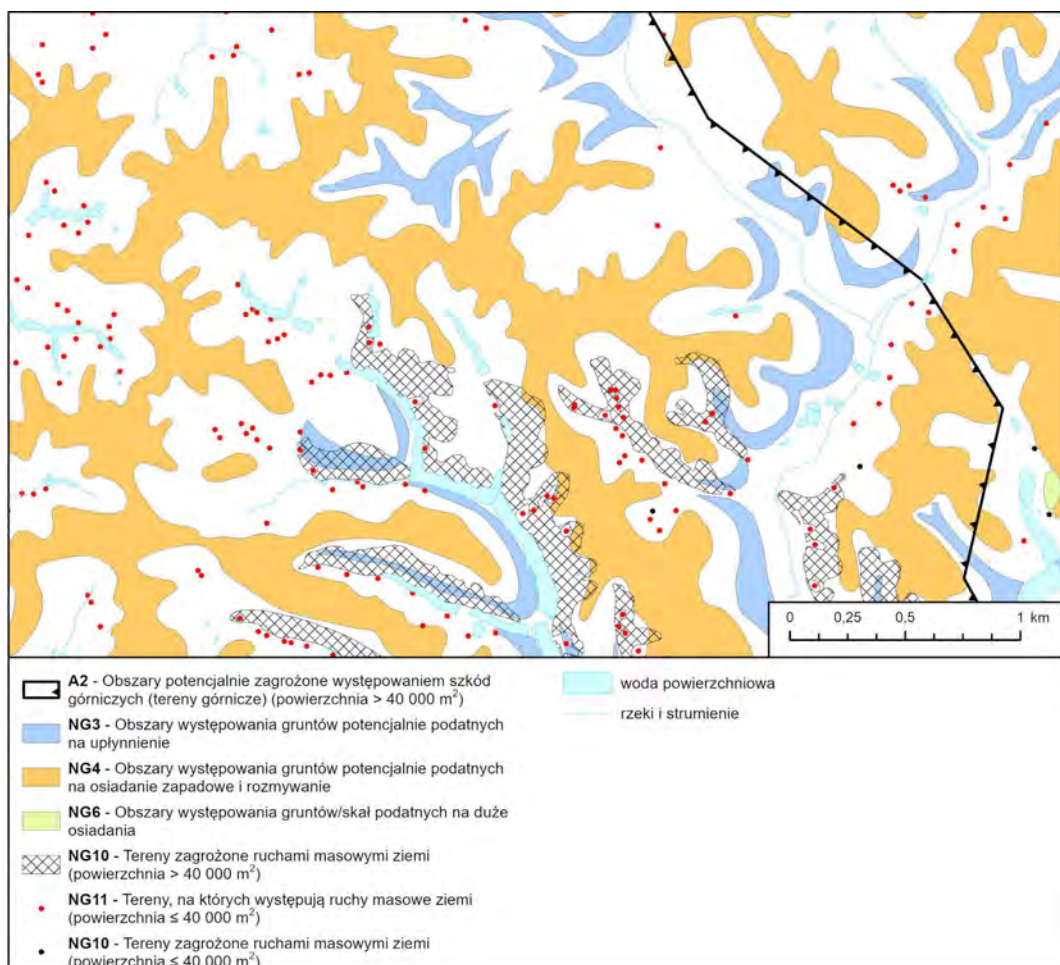 0 0,25 0,5 1 km
A2 - Obszary potencjalnie zagrożone występowaniem szkód
górniczych (tereny górnicze) (powierzchnia > 40 000 m²)
NG3 - Obszary występowania gruntów potencjalnie podatnych
na upłynnienie
NG4 - Obszary występowania gruntów potencjalnie podatnych
na osiadanie zapadowe i rozmywanie
NG6 - Obszary występowania gruntów/skał podatnych na duże
osiadania
NG10 - Tereny zagrożone ruchami masowymi ziemi
(powierzchnia > 40 000 m²)
NG11 - Tereny, na których występują ruchy masowe ziemi
(powierzchnia ≤ 40 000 m²)
NG10 - Tereny zagrożone ruchami masowymi ziemi
(powierzchnia ≤ 40 000 m²)
woda powierzchniowa
rzeki i strumienie